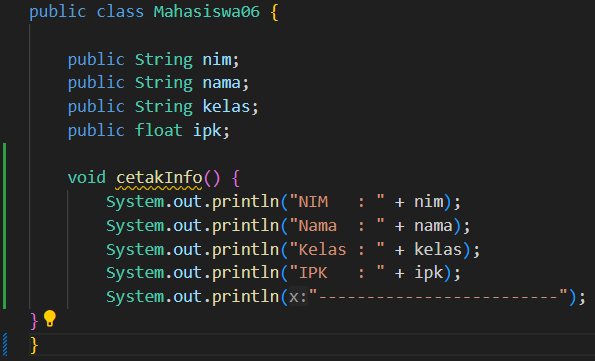 public class Mahasiswa06 {
public String nim;
public String nama;
public String kelas;
public float ipk;
void cetakInfo() {
System.out.println("NIM   : " + nim);
System.out.println("Nama  : " + nama);
System.out.println("Kelas : " + kelas);
System.out.println("IPK   : " + ipk);
System.out.println(x:"-------------------------");
}
}